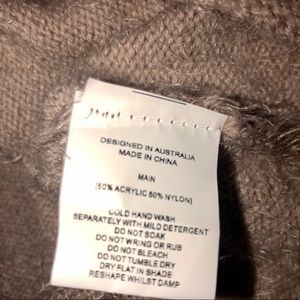 DESIGNED IN AUSTRALIA
MADE IN CHINA
MAIN
[50% ACRYLIC 50% NYLON]
COLD HAND WASH
SEPARATELY WITH MILD DETERGENT
DO NOT SOAK
DO NOT WRING OR RUB
DO NOT BLEACH
DO NOT TUMBLE DRY
DRY FLAT IN SHADE
RESHAPE WHILST DAMP